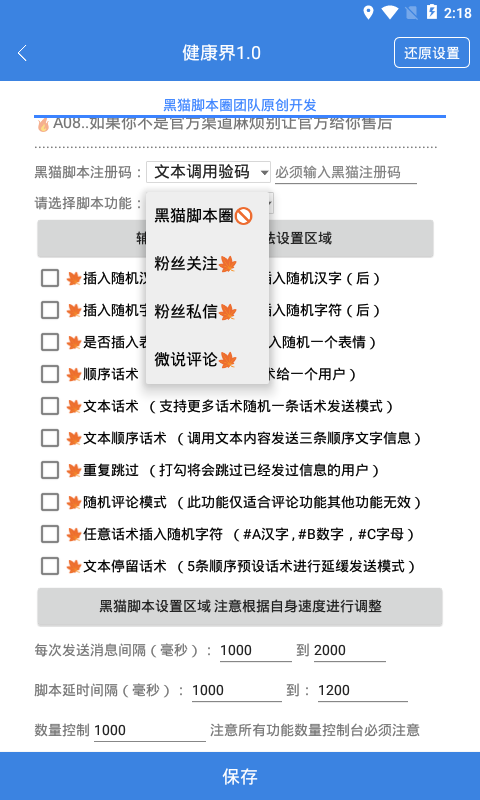 2:18
健康界1.0
还原设置
黑猫脚本圈团队原创开发
🔥A08..如果你不是官方渠道麻烦别让官方给你售后
黑猫脚本注册码：文本调用验码 必须输入黑猫注册码
请选择脚本功能：
黑猫脚本圈🚫
粉丝关注🍁
粉丝私信🍁
微说评论🍁
辅 法设置区域
🍁插入随机汉 插入随机汉字（后）
🍁插入随机字 插入随机字符（后）
🍁是否插入表 入随机一个表情）
🍁顺序话术 术给一个用户）
🍁文本话术 （支持更多话术随机一条话术发送模式）
🍁文本顺序话术 （调用文本内容发送三条顺序文字信息）
🍁重复跳过 （打勾将会跳过已经发过信息的用户）
🍁随机评论模式 （此功能仅适合评论功能其他功能无效）
🍁任意话术插入随机字符 （#A汉字,#B数字，#C字母）
🍁文本停留话术 （5条顺序预设话术进行延缓发送模式）
黑猫脚本设置区域 注意根据自身速度进行调整
每次发送消息间隔（毫秒）： 1000 到 2000
脚本延时间隔（毫秒）： 1000 到： 1200
数量控制 1000 注意所有功能数量控制台必须注意
保存